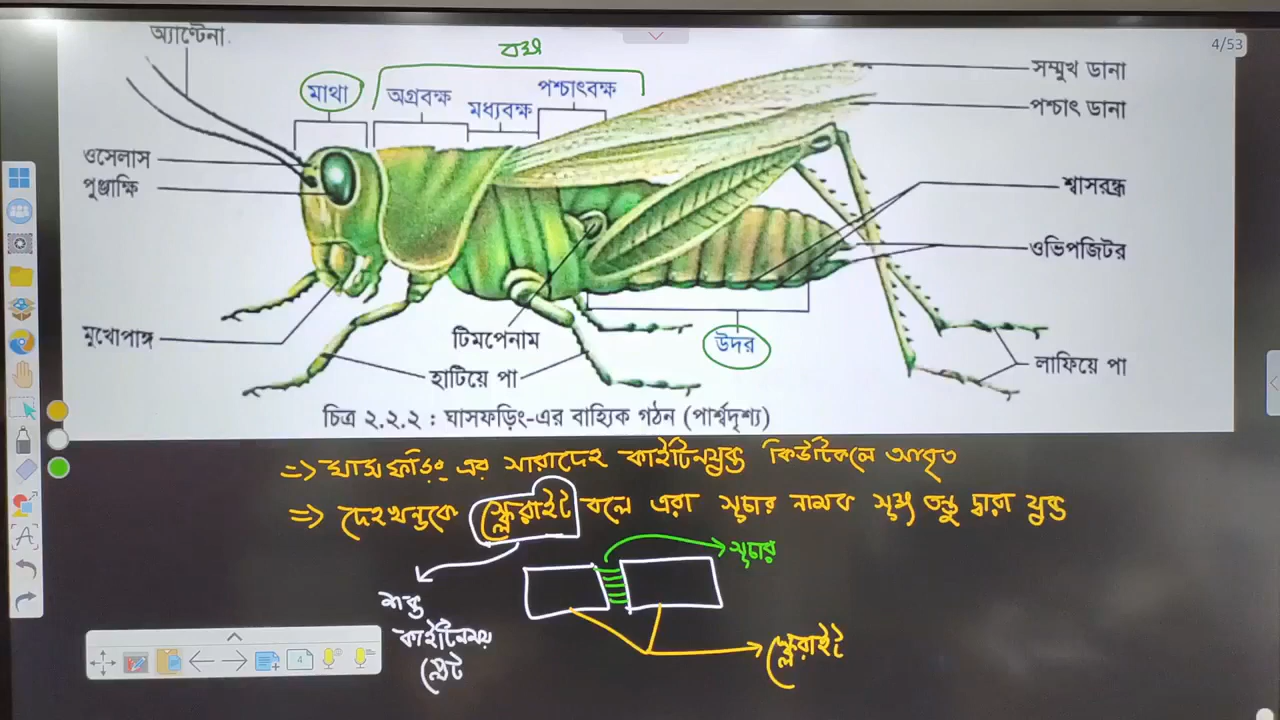 4/53
অ্যান্টেনা
বক্ষ
মাথা
অগ্রবক্ষ
মধ্যবক্ষ
পশ্চাৎবক্ষ
সম্মুখ ডানা
পশ্চাৎ ডানা
ওসেলাস
পুঞ্জাক্ষি
শ্বাসরন্ধ্র
ওভিপজিটর
মুখোপাঙ্গ
টিমপেনাম
উদর
হাটিয়ে পা
লাফিয়ে পা
চিত্র ২.২.২ : ঘাসফড়িং-এর বাহ্যিক গঠন (পার্শ্বদৃশ্য)
=> ঘাসফড়িং এর সারাদেহ কাইটিনযুক্ত কিউটিকলে আবৃত
=> দেহখন্ডকে স্ক্লেরাইট বলে এরা সূচার নামক সূক্ষ্ম তন্তু দ্বারা যুক্ত
সূচার
শক্ত
কাইটিনময়
প্লেট
স্ক্লেরাইট
4
A